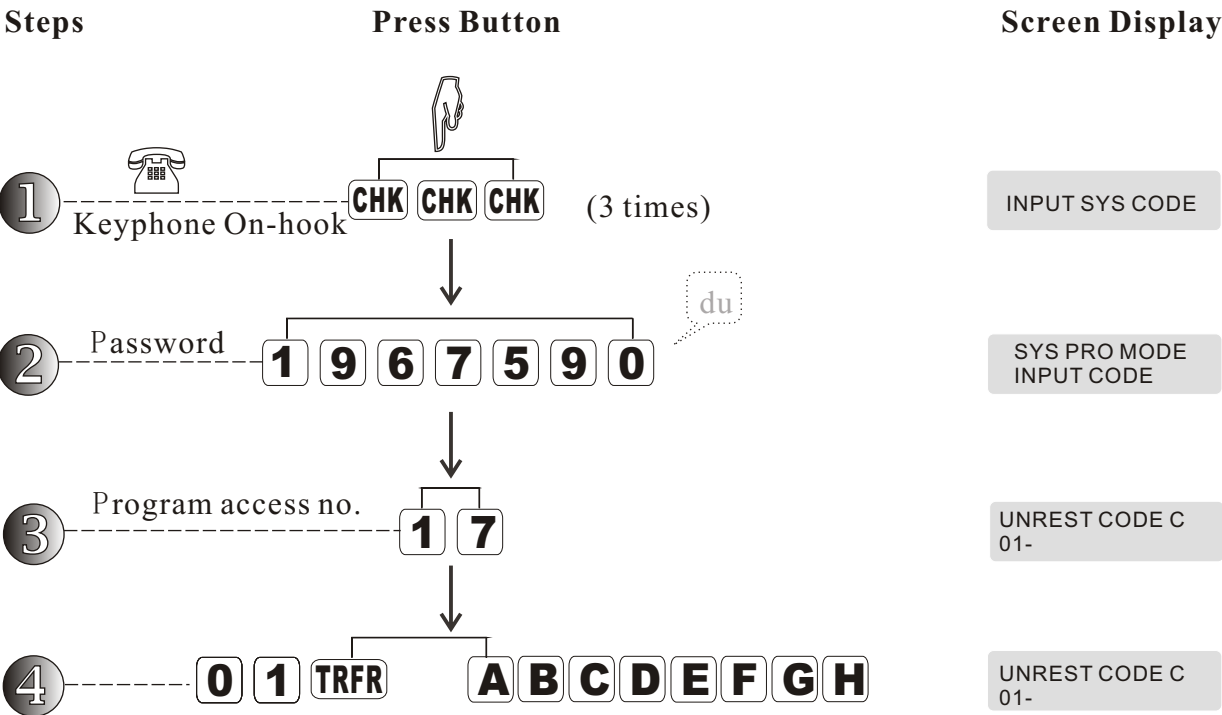 Steps Press Button Screen Display
1 Keyphone On-hook CHK CHK CHK (3 times) INPUT SYS CODE
du
2 Password 1 9 6 7 5 9 0 SYS PRO MODE
INPUT CODE
3 Program access no. 1 7 UNREST CODE C
01-
4 0 1 TRFR A B C D E F G H UNREST CODE C
01-